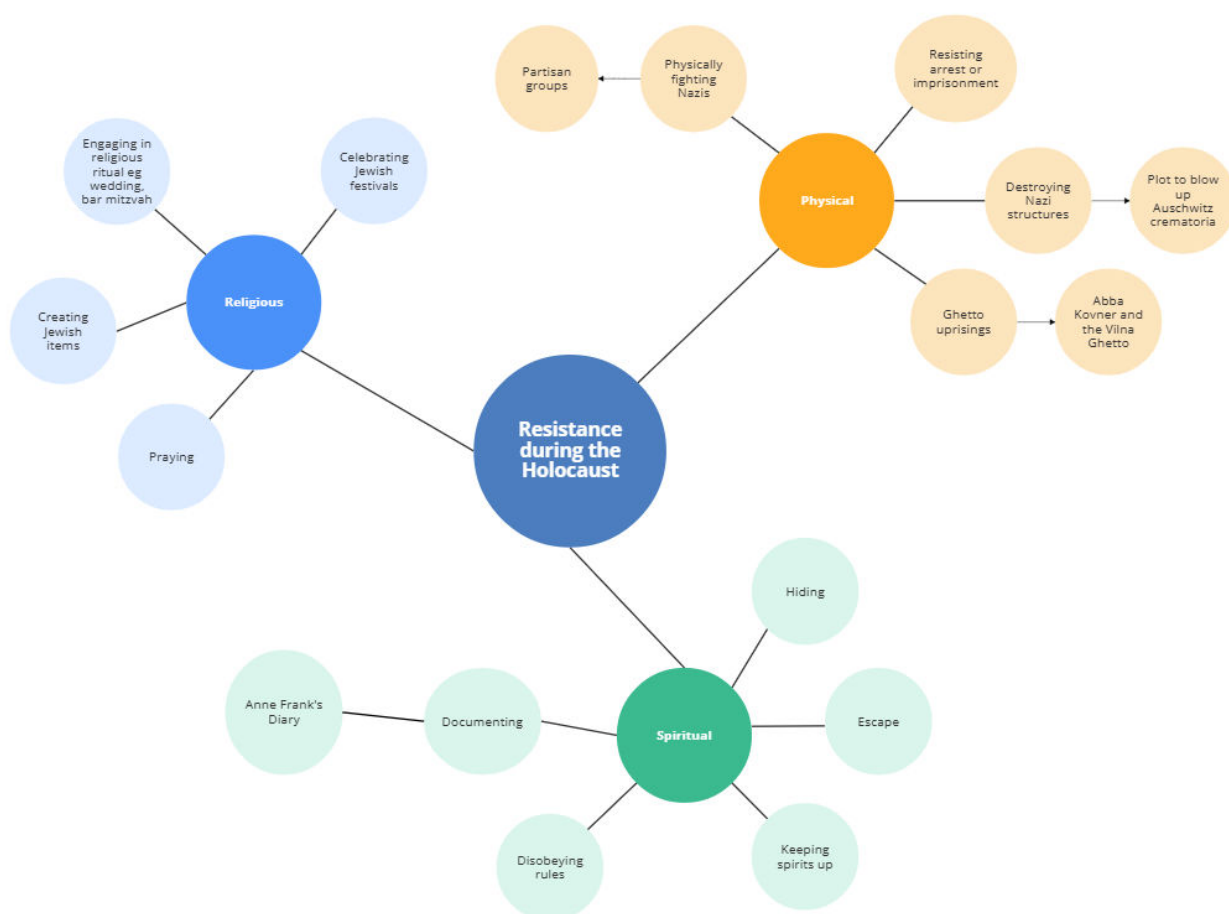 Resistance
during the
Holocaust
Religious
Engaging in
religious
ritual eg
wedding,
bar mitzvah
Celebrating
Jewish
festivals
Creating
Jewish
items
Praying
Physical
Physically
fighting
Nazis
Partisan
groups
Resisting
arrest or
imprisonment
Destroying
Nazi
structures
Plot to blow
up
Auschwitz
crematoria
Ghetto
uprisings
Abba
Kovner and
the Vilna
Ghetto
Spiritual
Hiding
Escape
Keeping
spirits up
Disobeying
rules
Documenting
Anne Frank's
Diary